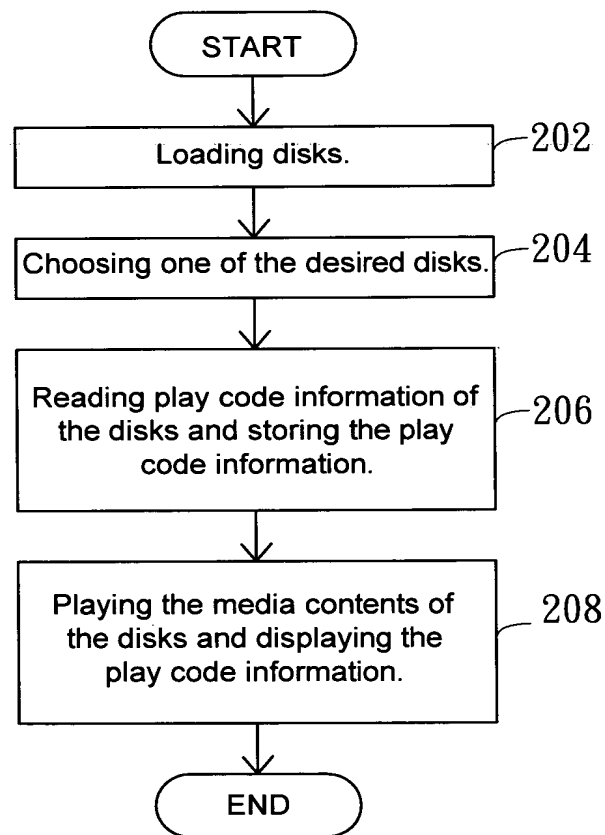 START
Loading disks.
202
Choosing one of the desired disks.
204
Reading play code information of
the disks and storing the play
code information.
206
Playing the media contents of
the disks and displaying the
play code information.
208
END